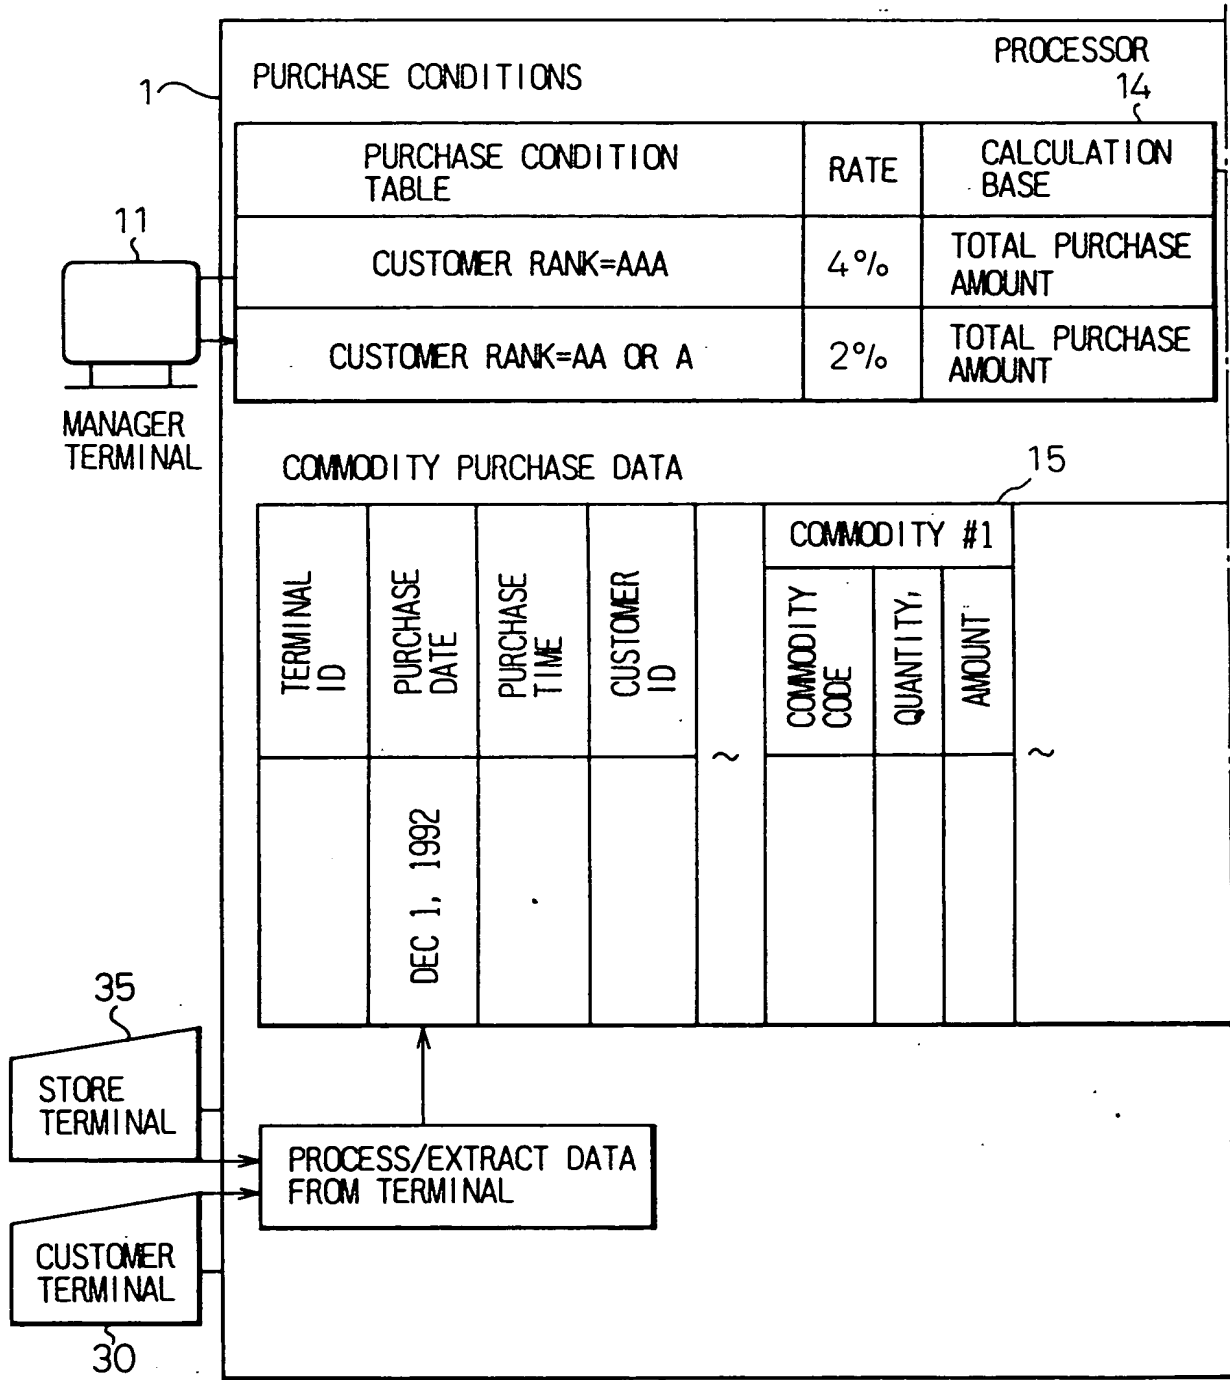 PROCESSOR
1
PURCHASE CONDITIONS
14
PURCHASE CONDITION
TABLE
RATE
CALCULATION
BASE
CUSTOMER RANK=AAA
4%
TOTAL PURCHASE
AMOUNT
CUSTOMER RANK=AA OR A
2%
TOTAL PURCHASE
AMOUNT
11
MANAGER
TERMINAL
COMMODITY PURCHASE DATA
15
TERMINAL
ID
PURCHASE
DATE
PURCHASE
TIME
CUSTOMER
ID
~
COMMODITY #1
COMMODITY
CODE
QUANTITY,
AMOUNT
~
DEC 1, 1992
35
STORE
TERMINAL
PROCESS/EXTRACT DATA
FROM TERMINAL
CUSTOMER
TERMINAL
30